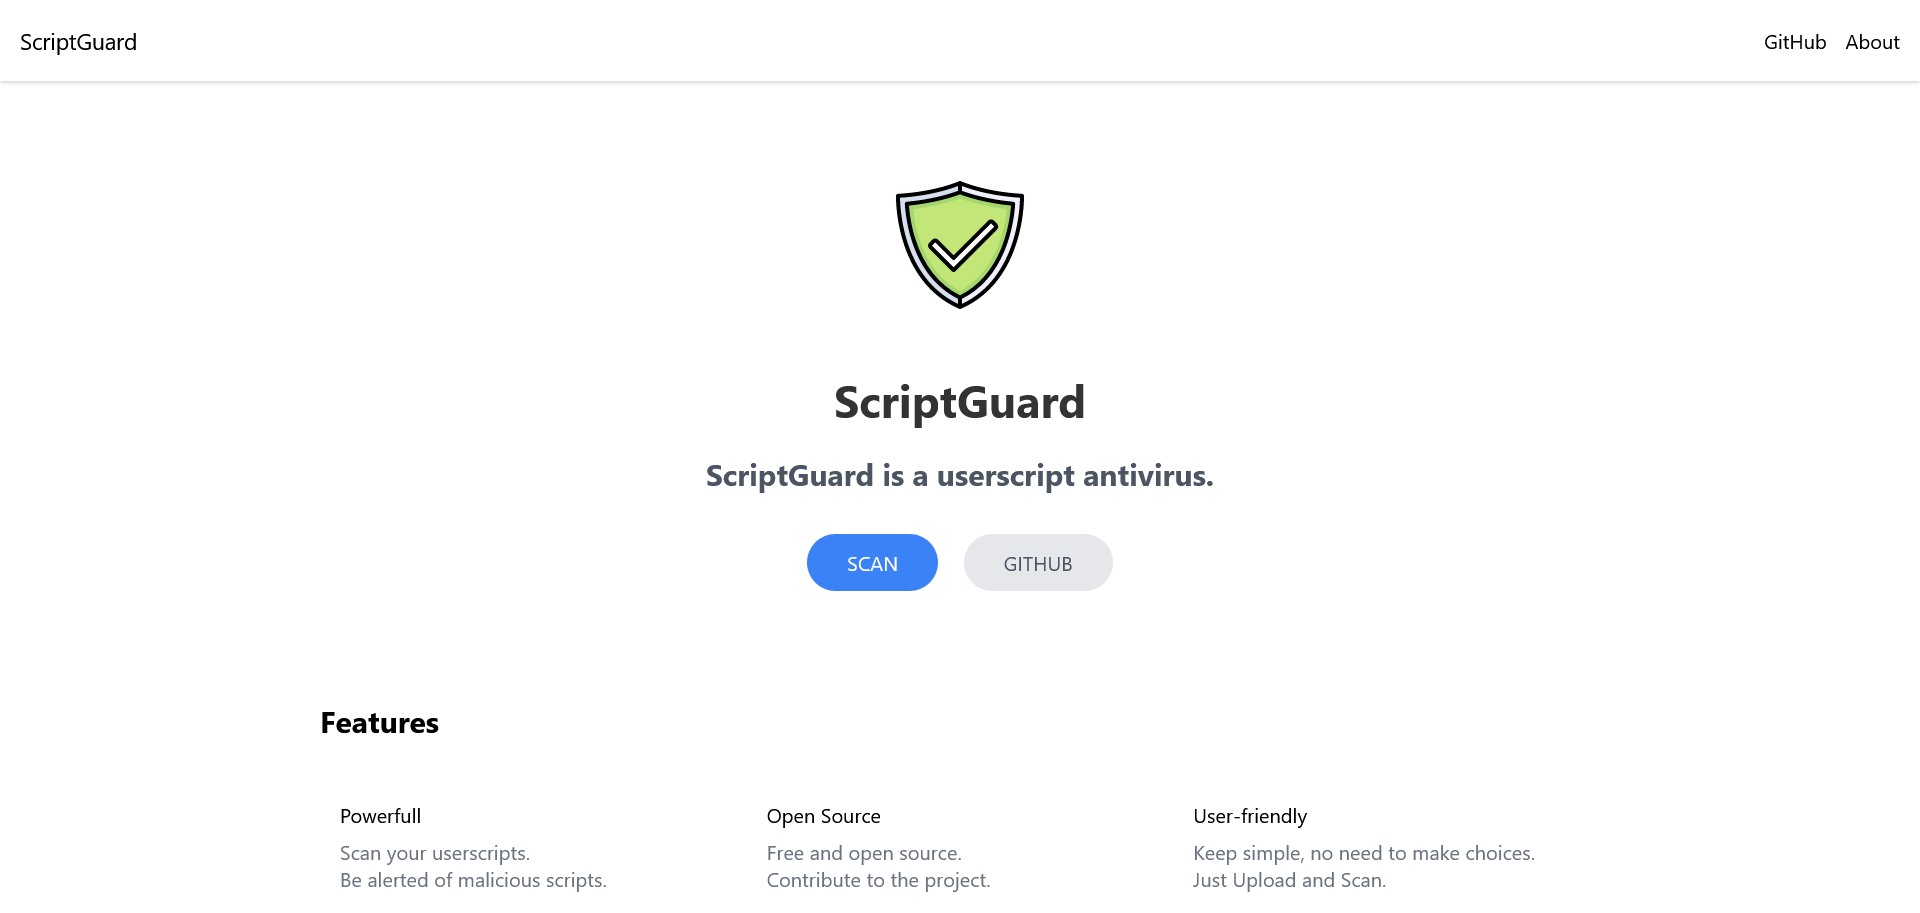 ScriptGuard
GitHub About
ScriptGuard
ScriptGuard is a userscript antivirus.
SCAN
GITHUB
Features
Powerfull
Scan your userscripts.
Be alerted of malicious scripts.
Open Source
Free and open source.
Contribute to the project.
User-friendly
Keep simple, no need to make choices.
Just Upload and Scan.